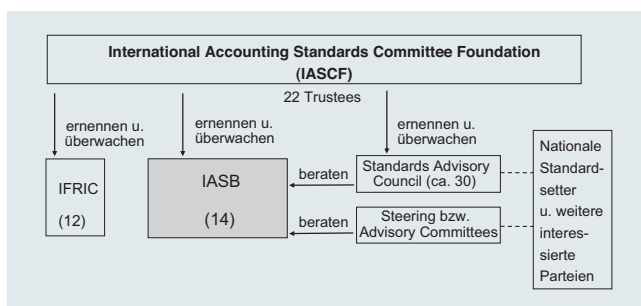 International Accounting Standards Committee Foundation
(IASCF)
22 Trustees
ernennen u.
überwachen
ernennen u.
überwachen
ernennen u.
überwachen
IFRIC
(12)
IASB
(14)
beraten
Standards Advisory
Council (ca. 30)
beraten
Steering bzw.
Advisory Committees
Nationale
Standard-
setter
u. weitere
interes-
sierte
Parteien